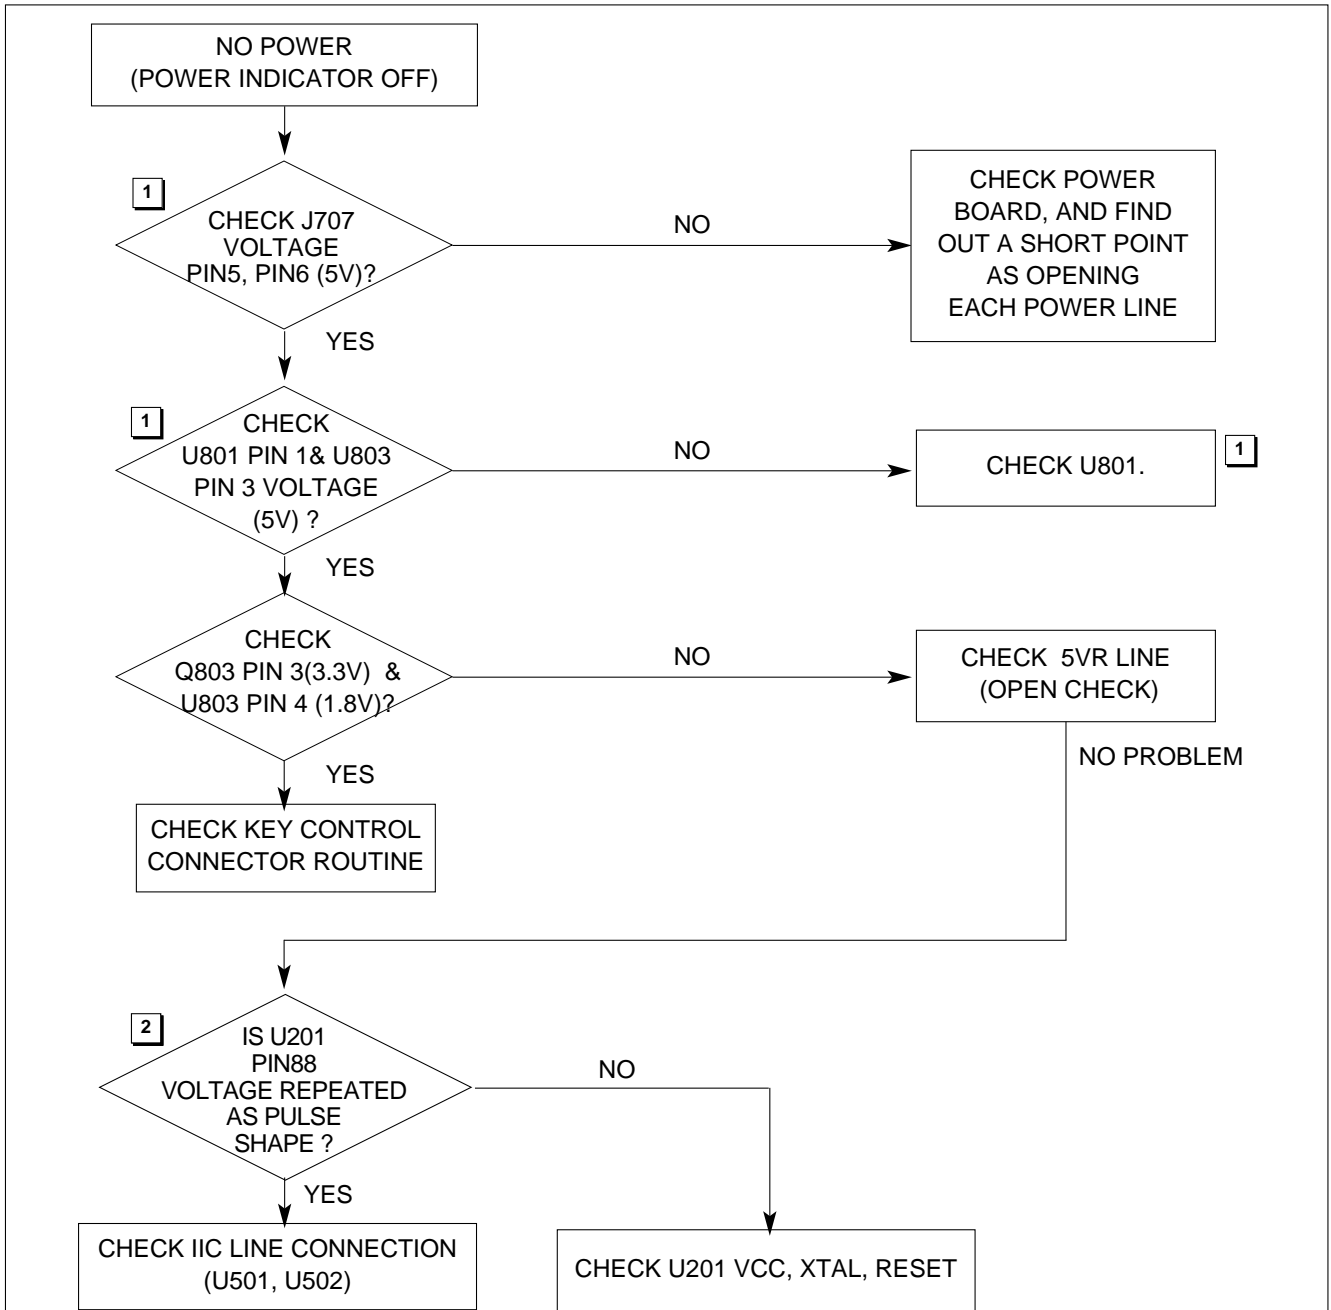 NO POWER
(POWER INDICATOR OFF)
1
CHECK J707
VOLTAGE
PIN5, PIN6 (5V)?
NO
CHECK POWER
BOARD, AND FIND
OUT A SHORT POINT
AS OPENING
EACH POWER LINE
YES
1
CHECK
U801 PIN 1& U803
PIN 3 VOLTAGE
(5V) ?
NO
CHECK U801.
1
YES
CHECK
Q803 PIN 3(3.3V) &
U803 PIN 4 (1.8V)?
NO
CHECK 5VR LINE
(OPEN CHECK)
YES
NO PROBLEM
CHECK KEY CONTROL
CONNECTOR ROUTINE
2
IS U201
PIN88
VOLTAGE REPEATED
AS PULSE
SHAPE ?
NO
YES
CHECK IIC LINE CONNECTION
(U501, U502)
CHECK U201 VCC, XTAL, RESET